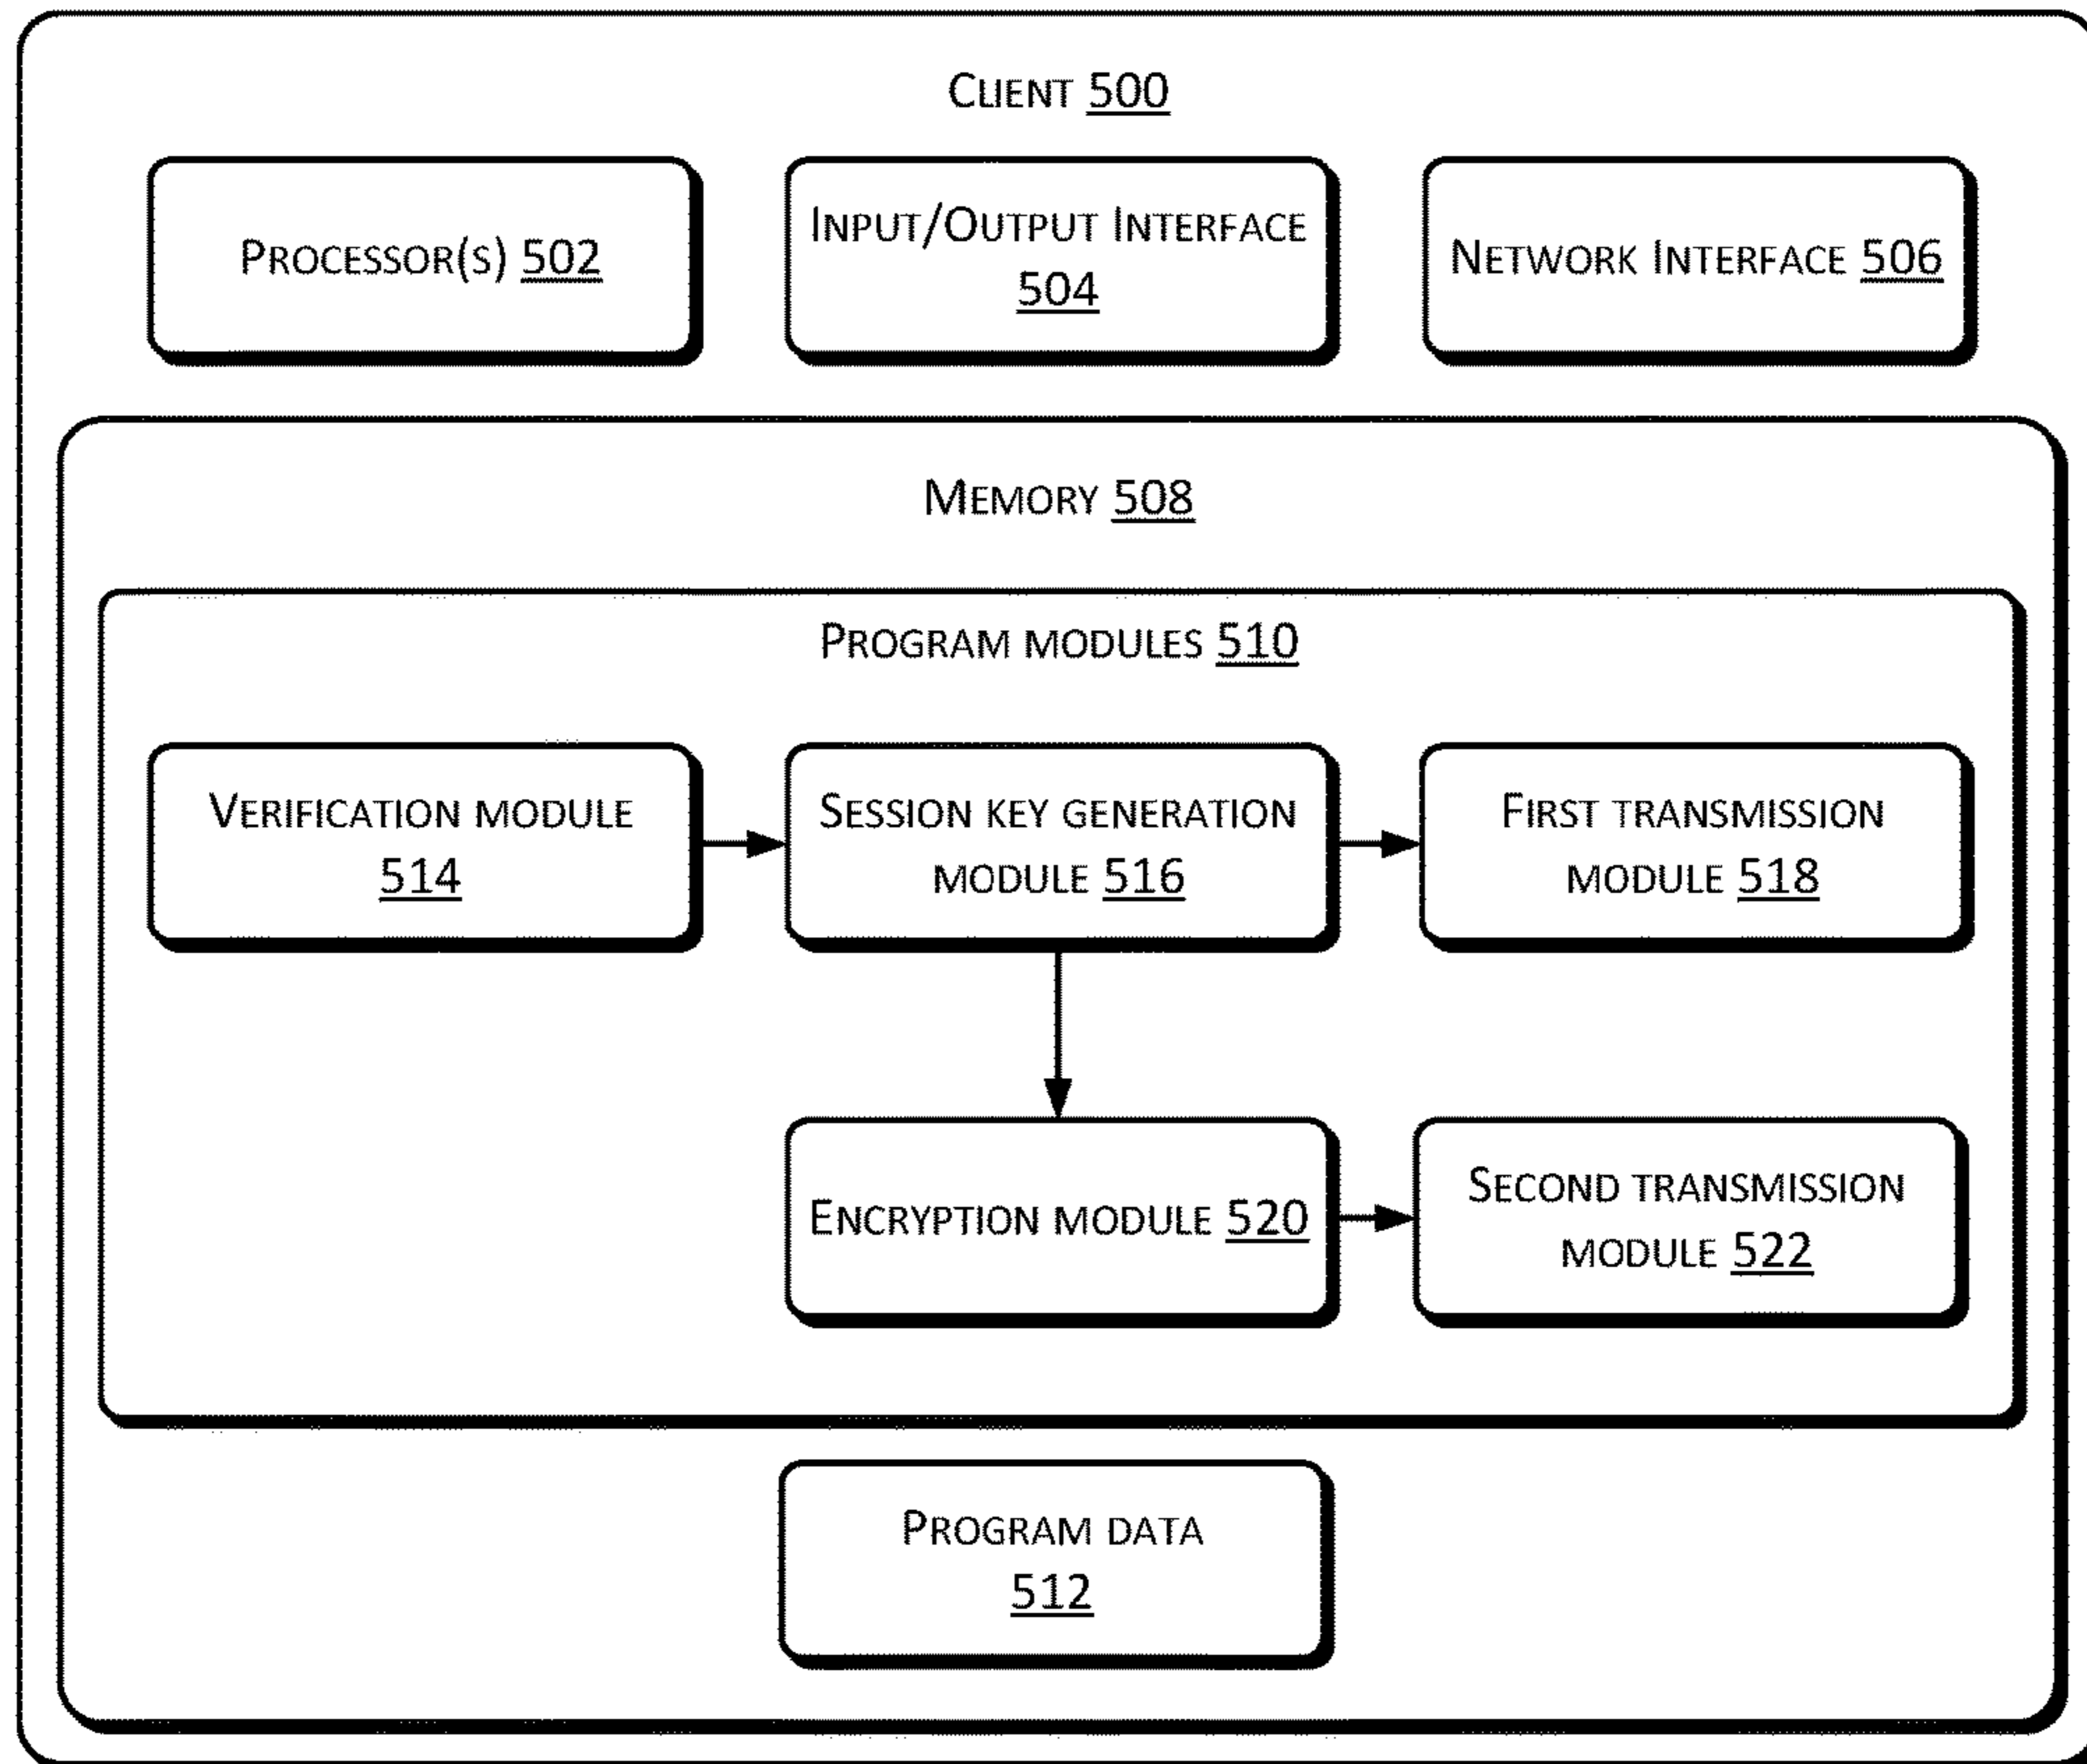 CLIENT 500
PROCESSOR(S) 502
INPUT/OUTPUT INTERFACE
504
NETWORK INTERFACE 506
MEMORY 508
PROGRAM MODULES 510
VERIFICATION MODULE
514
SESSION KEY GENERATION
MODULE 516
FIRST TRANSMISSION
MODULE 518
ENCRYPTION MODULE 520
SECOND TRANSMISSION
MODULE 522
PROGRAM DATA
512